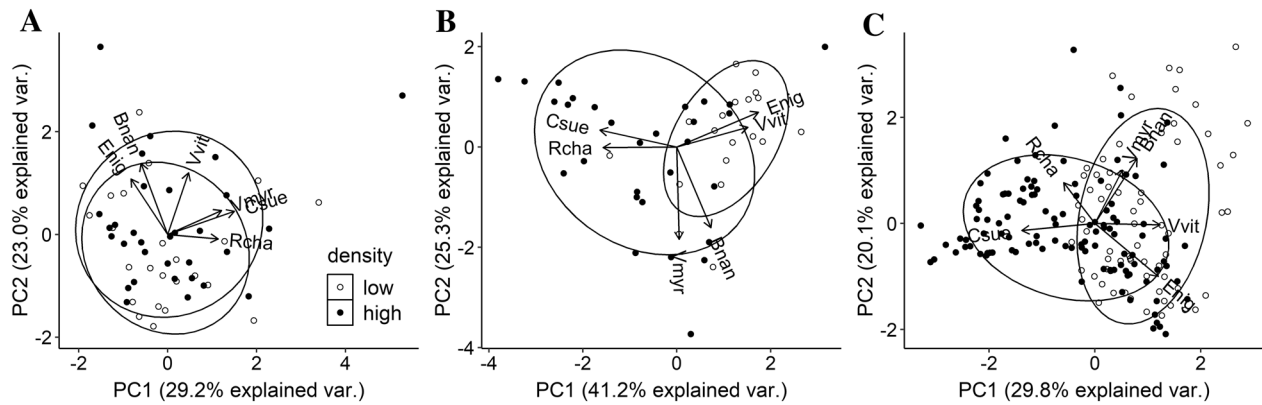 A
PC2 (23.0% explained var.)
2
0
-2
Bnan
Enig
Vvit
Vmyr
Csue
Rcha
density
low
high
-2
0
2
4
PC1 (29.2% explained var.)
B
PC2 (25.3% explained var.)
2
0
-2
-4
Csue
Rcha
Enig
Vvit
Bnan
Vmyr
-4
-2
0
2
PC1 (41.2% explained var.)
C
PC2 (20.1% explained var.)
2
0
-2
Rcha
Vmyr
Bnan
Csue
Vvit
Enig
-2
0
2
PC1 (29.8% explained var.)